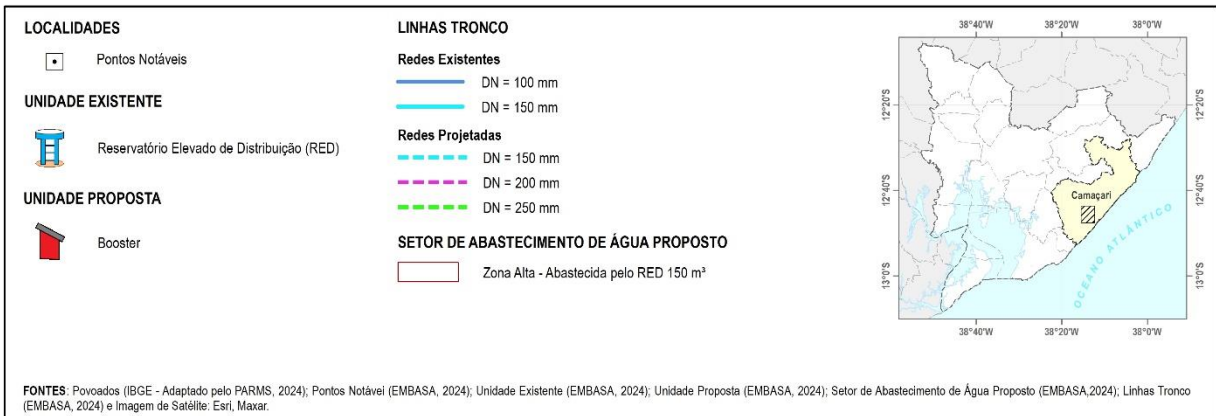 LOCALIDADES
Pontos Notáveis
UNIDADE EXISTENTE
Reservatório Elevado de Distribuição (RED)
UNIDADE PROPOSTA
Booster
LINHAS TRONCO
Redes Existentes
DN = 100 mm
DN = 150 mm
Redes Projetadas
DN = 150 mm
DN = 200 mm
DN = 250 mm
SETOR DE ABASTECIMENTO DE ÁGUA PROPOSTO
Zona Alta - Abastecida pelo RED 150 m³
38°40'W 38°20'W 38°0'W
12°20'S 12°20'S
12°40'S 12°40'S
Camaçari
OCEANO ATLÂNTICO
13°0'S 13°0'S
38°40'W 38°20'W 38°0'W
FONTES: Povoados (IBGE - Adaptado pelo PARMS, 2024); Pontos Notável (EMBASA, 2024); Unidade Existente (EMBASA, 2024); Unidade Proposta (EMBASA, 2024); Setor de Abastecimento de Água Proposto (EMBASA,2024); Linhas Tronco
(EMBASA, 2024) e Imagem de Satélite: Esri, Maxar.